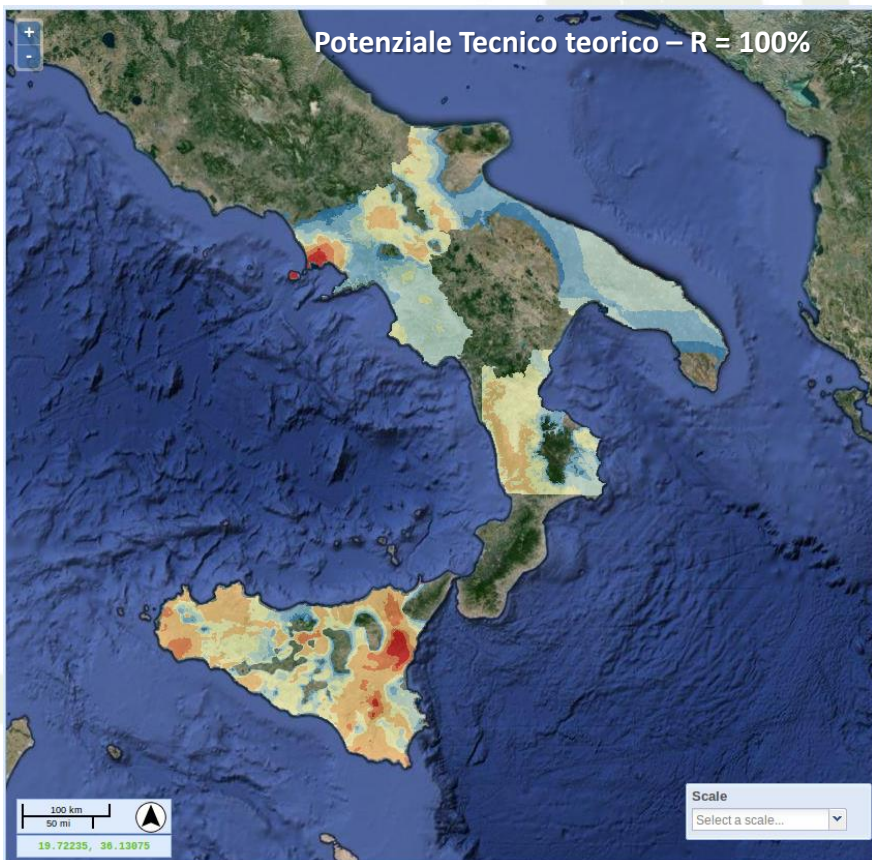 +
-
Potenziale Tecnico teorico – R = 100%
100 km
50 mi
19.72235, 36.13075
Scale
Select a scale...